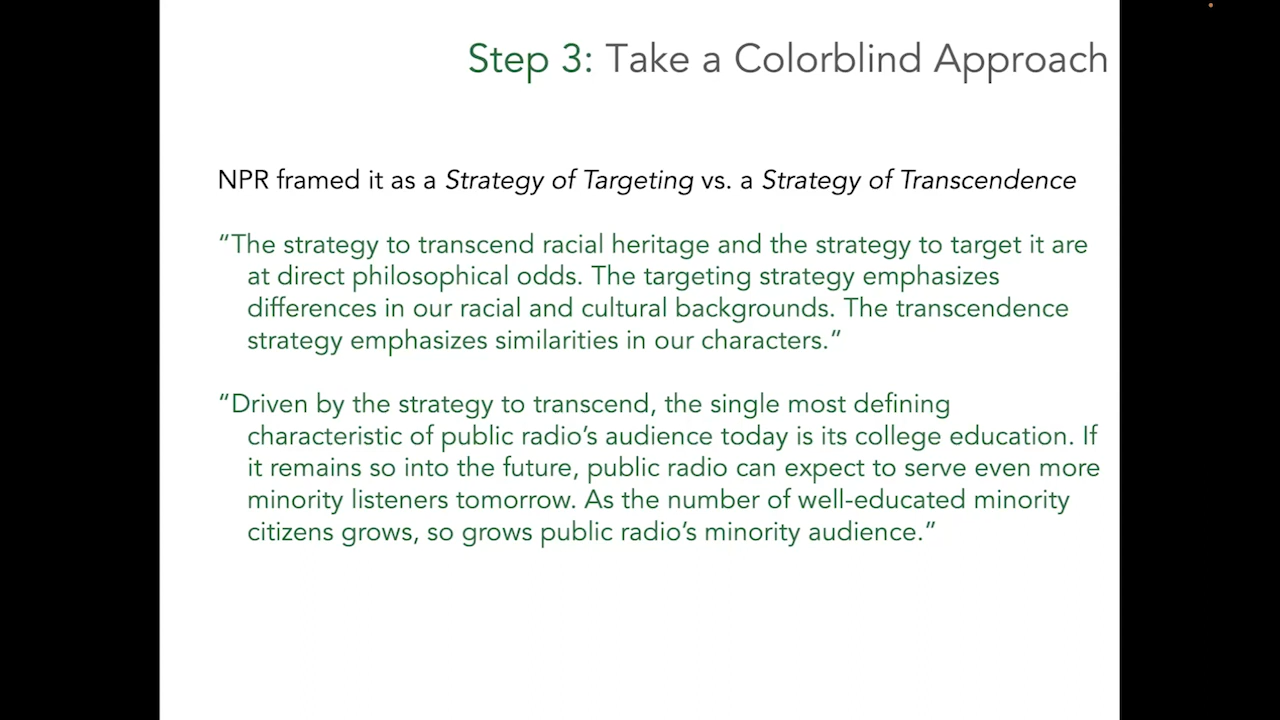 Step 3: Take a Colorblind Approach
NPR framed it as a Strategy of Targeting vs. a Strategy of Transcendence
“The strategy to transcend racial heritage and the strategy to target it are
at direct philosophical odds. The targeting strategy emphasizes
differences in our racial and cultural backgrounds. The transcendence
strategy emphasizes similarities in our characters.”
“Driven by the strategy to transcend, the single most defining
characteristic of public radio’s audience today is its college education. If
it remains so into the future, public radio can expect to serve even more
minority listeners tomorrow. As the number of well-educated minority
citizens grows, so grows public radio’s minority audience.”